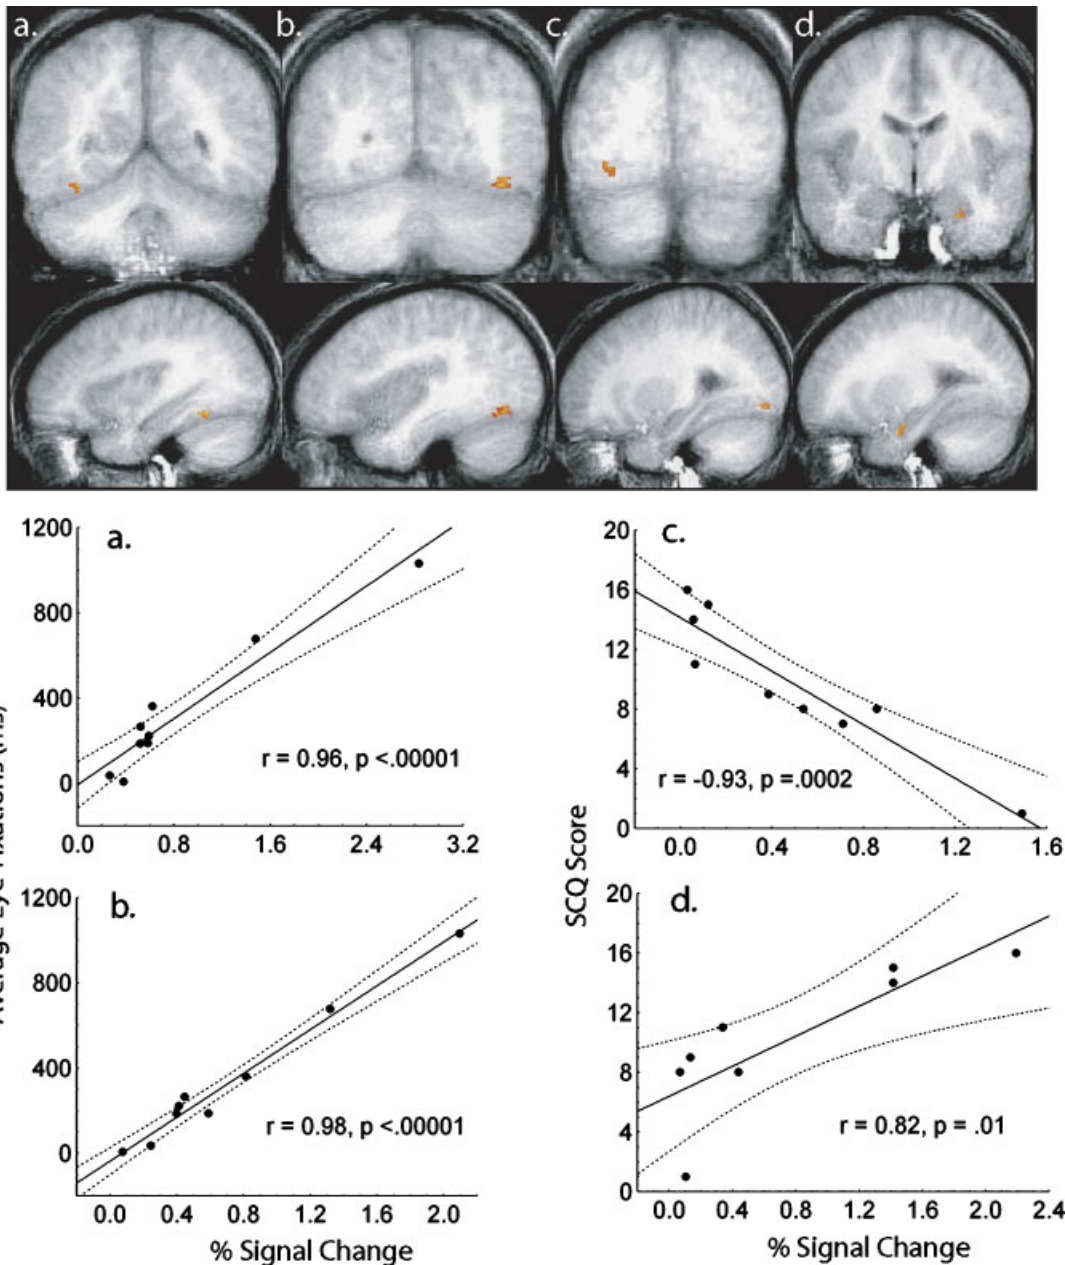 a.
b.
c.
d.
1200
800
400
0
a.
r = 0.96, p <.00001
0.0 0.8 1.6 2.4 3.2
20
16
12
8
4
0
c.
r = -0.93, p =.0002
0.0 0.4 0.8 1.2 1.6
1200
800
400
0
b.
r = 0.98, p <.00001
0.0 0.4 0.8 1.2 1.6 2.0
% Signal Change
SCQ Score
20
16
12
8
4
0
d.
r = 0.82, p = .01
0.0 0.4 0.8 1.2 1.6 2.0 2.4
% Signal Change